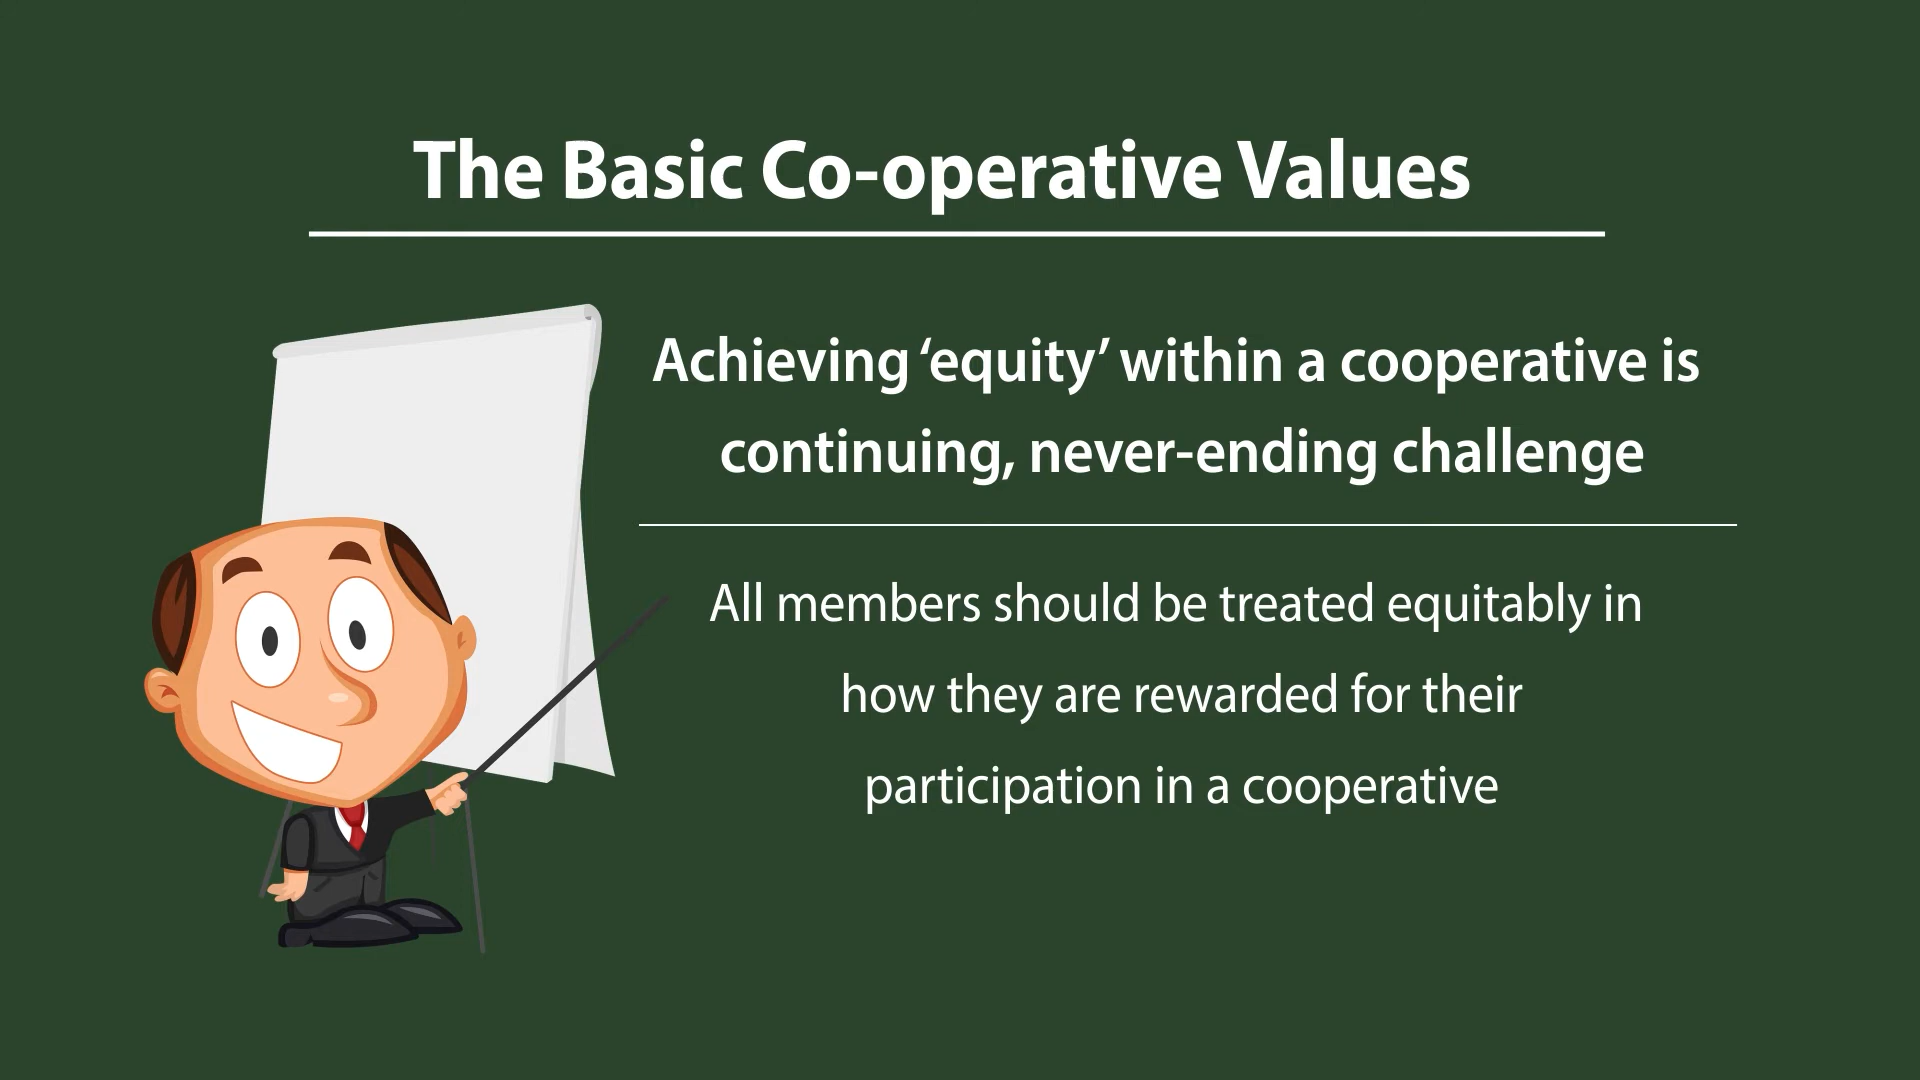 The Basic Co-operative Values
Achieving ‘equity’ within a cooperative is
continuing, never-ending challenge
All members should be treated equitably in
how they are rewarded for their
participation in a cooperative